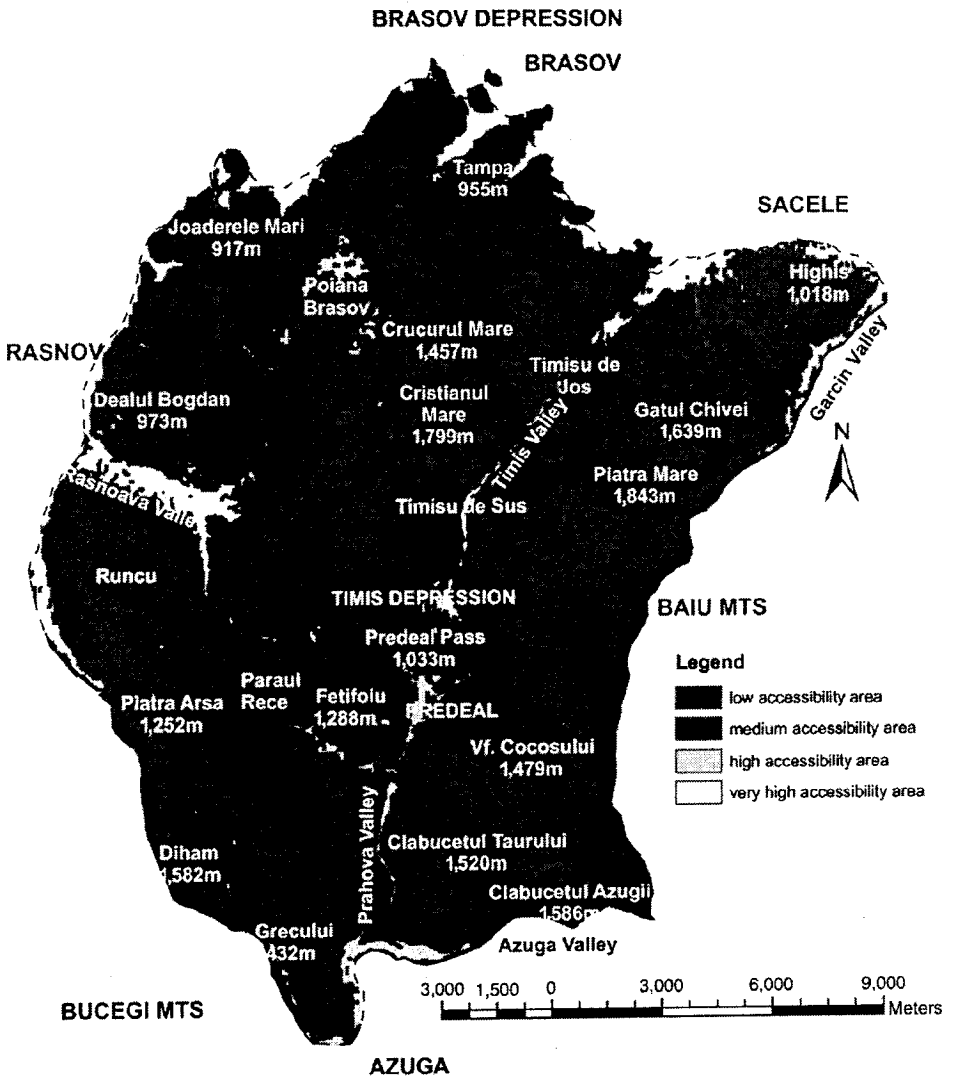 BRASOV DEPRESSION
BRASOV
Tampa
955m
SACELE
Joaderele Mari
917m
Highis
1,018m
Poiana
Brasov
Crucurul Mare
1,457m
RASNOV
Timisu de
Jos
Garcin Valley
Dealul Bogdan
973m
Cristianul
Mare
1,799m
Gatul Chivei
1,639m
Timis Valley
N
Piatra Mare
1,843m
Rasnoava Valle
Timisu de Sus
Runcu
TIMIS DEPRESSION
BAIU MTS
Predeal Pass
1,033m
Legend
Piatra Arsa
1,252m
Paraul
Rece
Fetifoiu
1,288m
PREDEAL
low accessibility area
medium accessibility area
high accessibility area
very high accessibility area
Vf. Cocosului
1,479m
Prahova Valley
Clabucetul Taurului
1,520m
Diham
1,582m
Clabucetul Azugii
1,586m
Grecului
432m
Azuga Valley
3,000 1,500 0 3,000 6,000 9,000
Meters
BUCEGI MTS
AZUGA